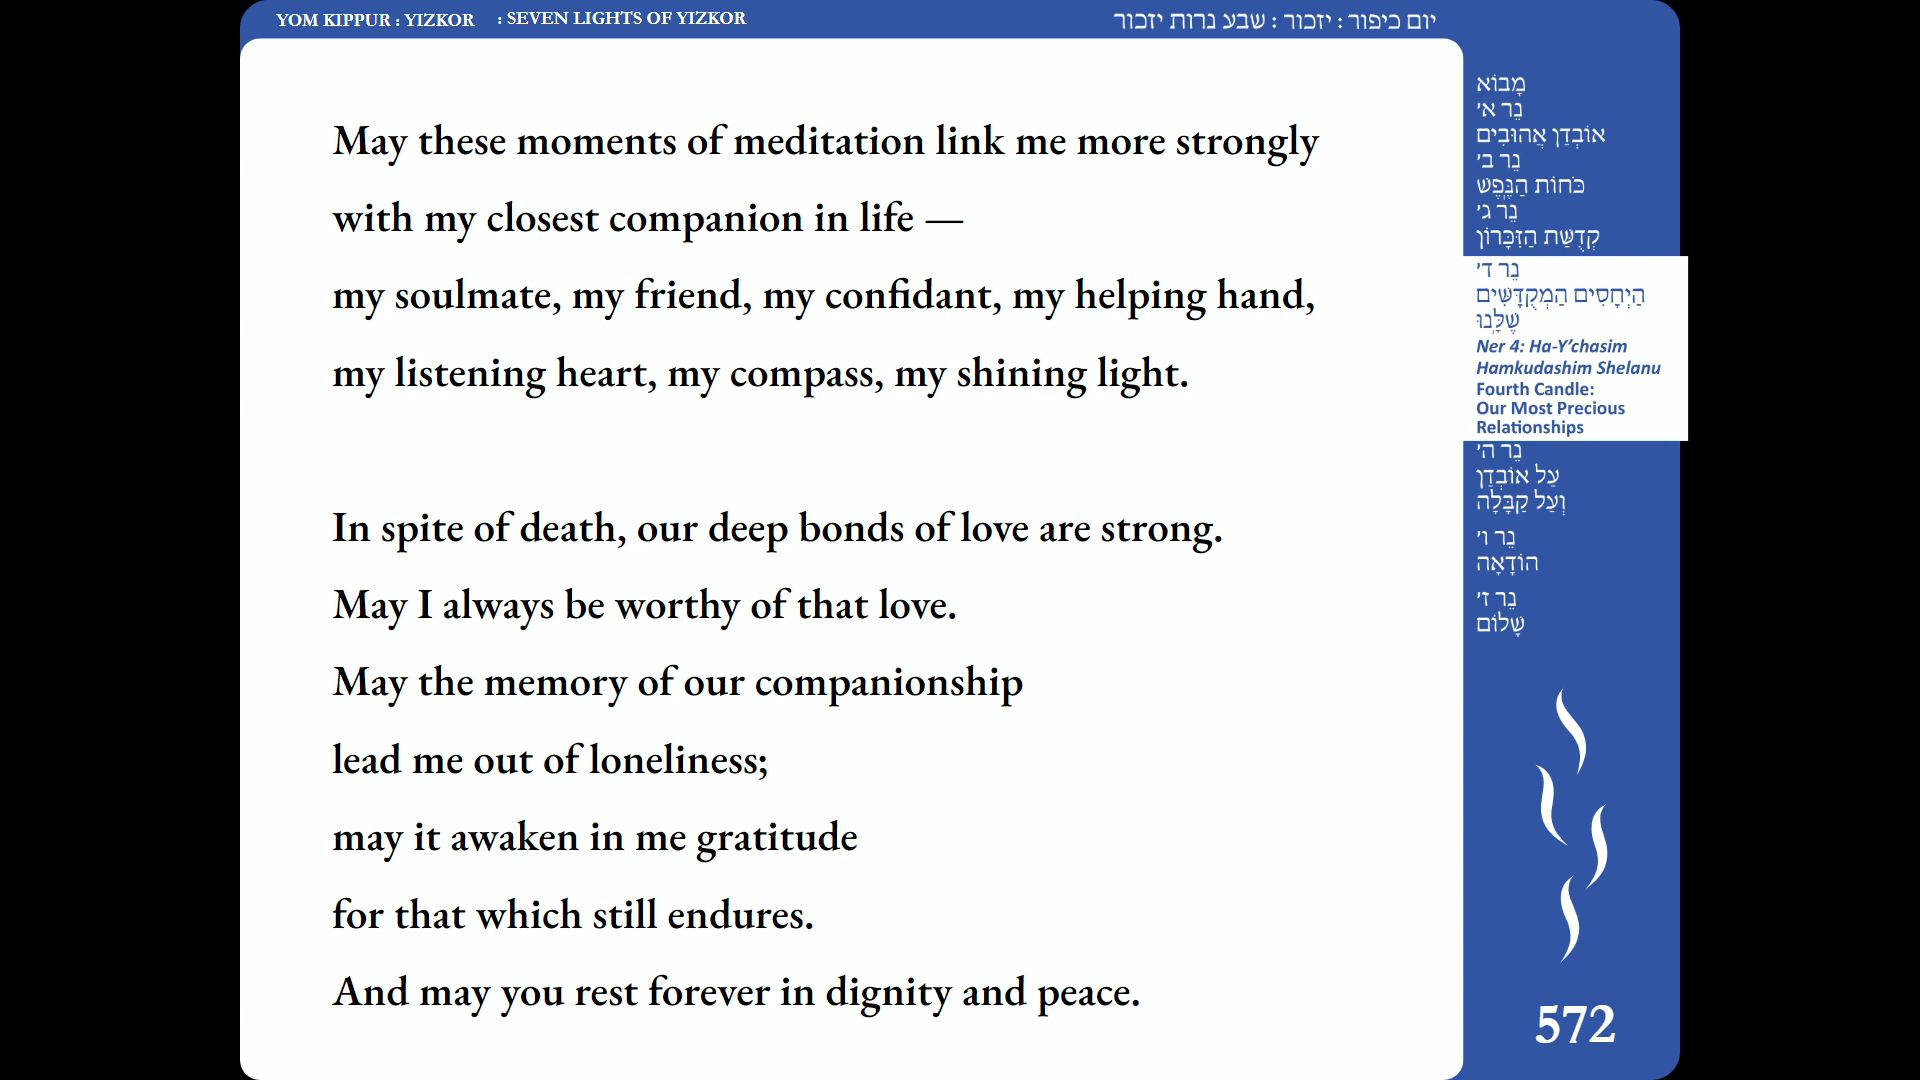 YOM KIPPUR : YIZKOR : SEVEN LIGHTS OF YIZKOR
יום כיפור : יזכור : שבע נרות יזכור
May these moments of meditation link me more strongly
with my closest companion in life —
my soulmate, my friend, my confidant, my helping hand,
my listening heart, my compass, my shining light.
In spite of death, our deep bonds of love are strong.
May I always be worthy of that love.
May the memory of our companionship
lead me out of loneliness;
may it awaken in me gratitude
for that which still endures.
And may you rest forever in dignity and peace.
מָבוֹא
נֵר א׳
אוֹבְדַן אֲהוּבִים
נֵר ב׳
כֹּחוֹת הַנֶּפֶשׁ
נֵר ג׳
קְדֻשַּׁת הַזִּכָּרוֹן
נֵר ד׳
הַיְחָסִים הַמְקֻדָּשִׁים
שֶׁלָּנוּ
Ner 4: Ha-Y’chasim
Hamkudashim Shelanu
Fourth Candle:
Our Most Precious
Relationships
נֵר ה׳
עַל אוֹבְדַן
וְעַל קַבָּלָה
נֵר ו׳
הוֹדָאָה
נֵר ז׳
שָׁלוֹם
572